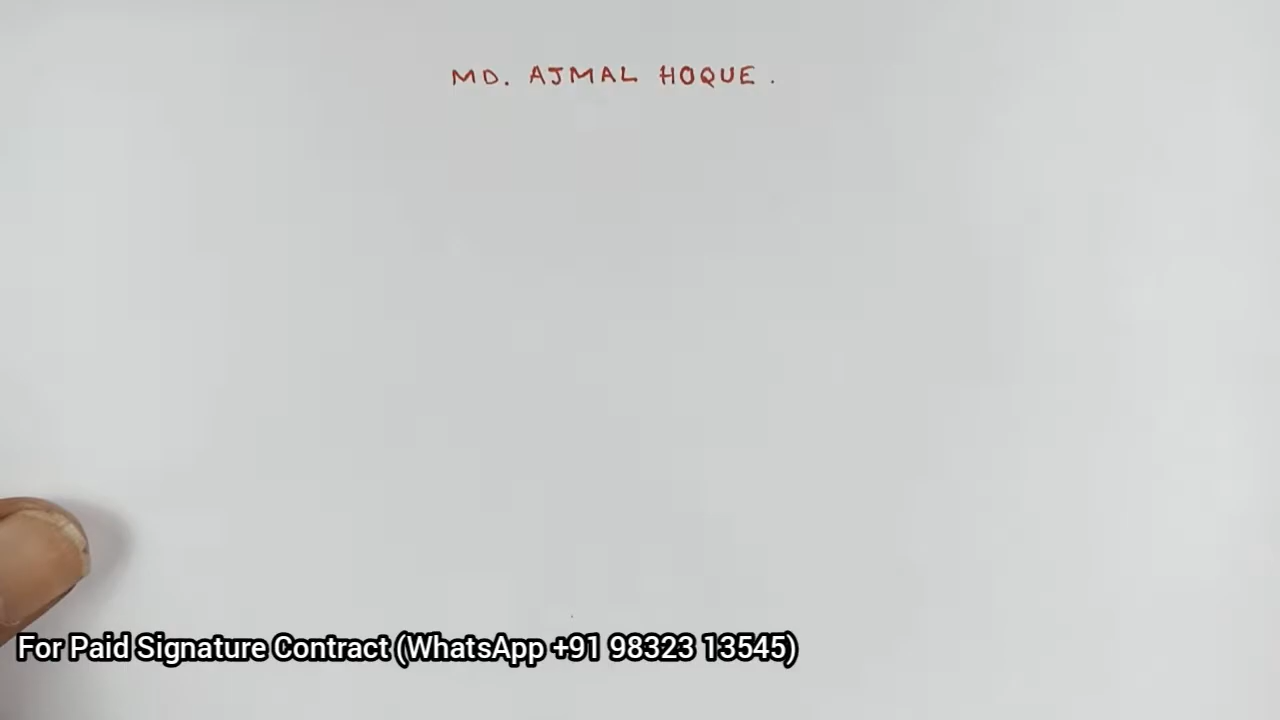 MD. AJMAL HOQUE .
For Paid Signature Contract (WhatsApp +91 98323 13545)